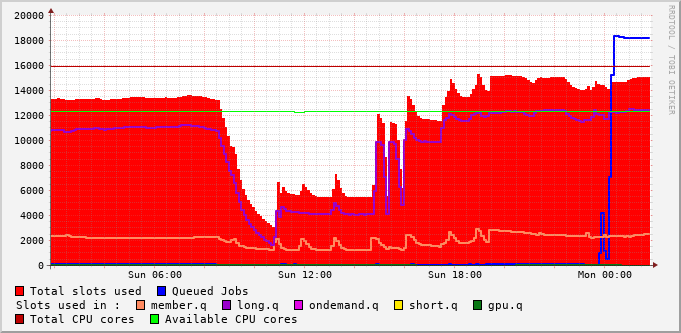 RRDTOOL / TOBI OETIKER
20000
18000
16000
14000
12000
10000
8000
6000
4000
2000
0
Sun 06:00 Sun 12:00 Sun 18:00 Mon 00:00
Total slots used Queued Jobs
Slots used in : member.q long.q ondemand.q short.q gpu.q
Total CPU cores Available CPU cores